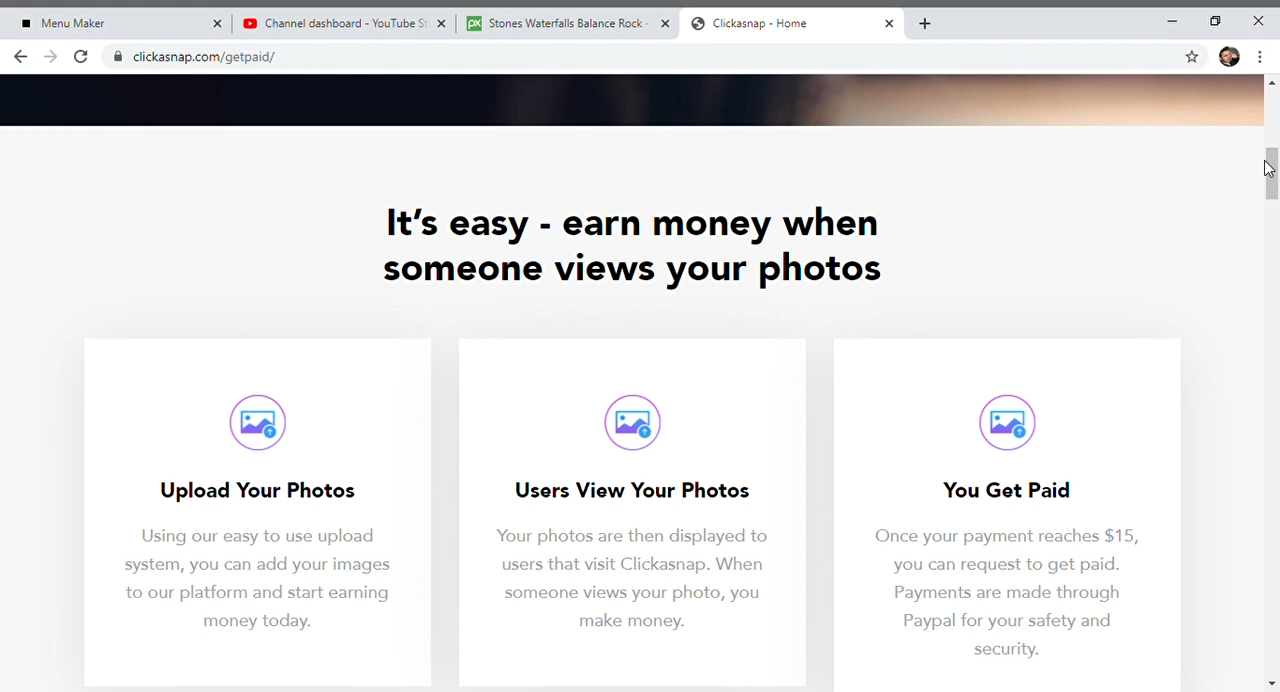 Menu Maker
Channel dashboard - YouTube St
px
Stones Waterfalls Balance Rock -
Clickasnap - Home
clickasnap.com/getpaid/
It’s easy - earn money when
someone views your photos
Upload Your Photos
Using our easy to use upload
system, you can add your images
to our platform and start earning
money today.
Users View Your Photos
Your photos are then displayed to
users that visit Clickasnap. When
someone views your photo, you
make money.
You Get Paid
Once your payment reaches $15,
you can request to get paid.
Payments are made through
Paypal for your safety and
security.